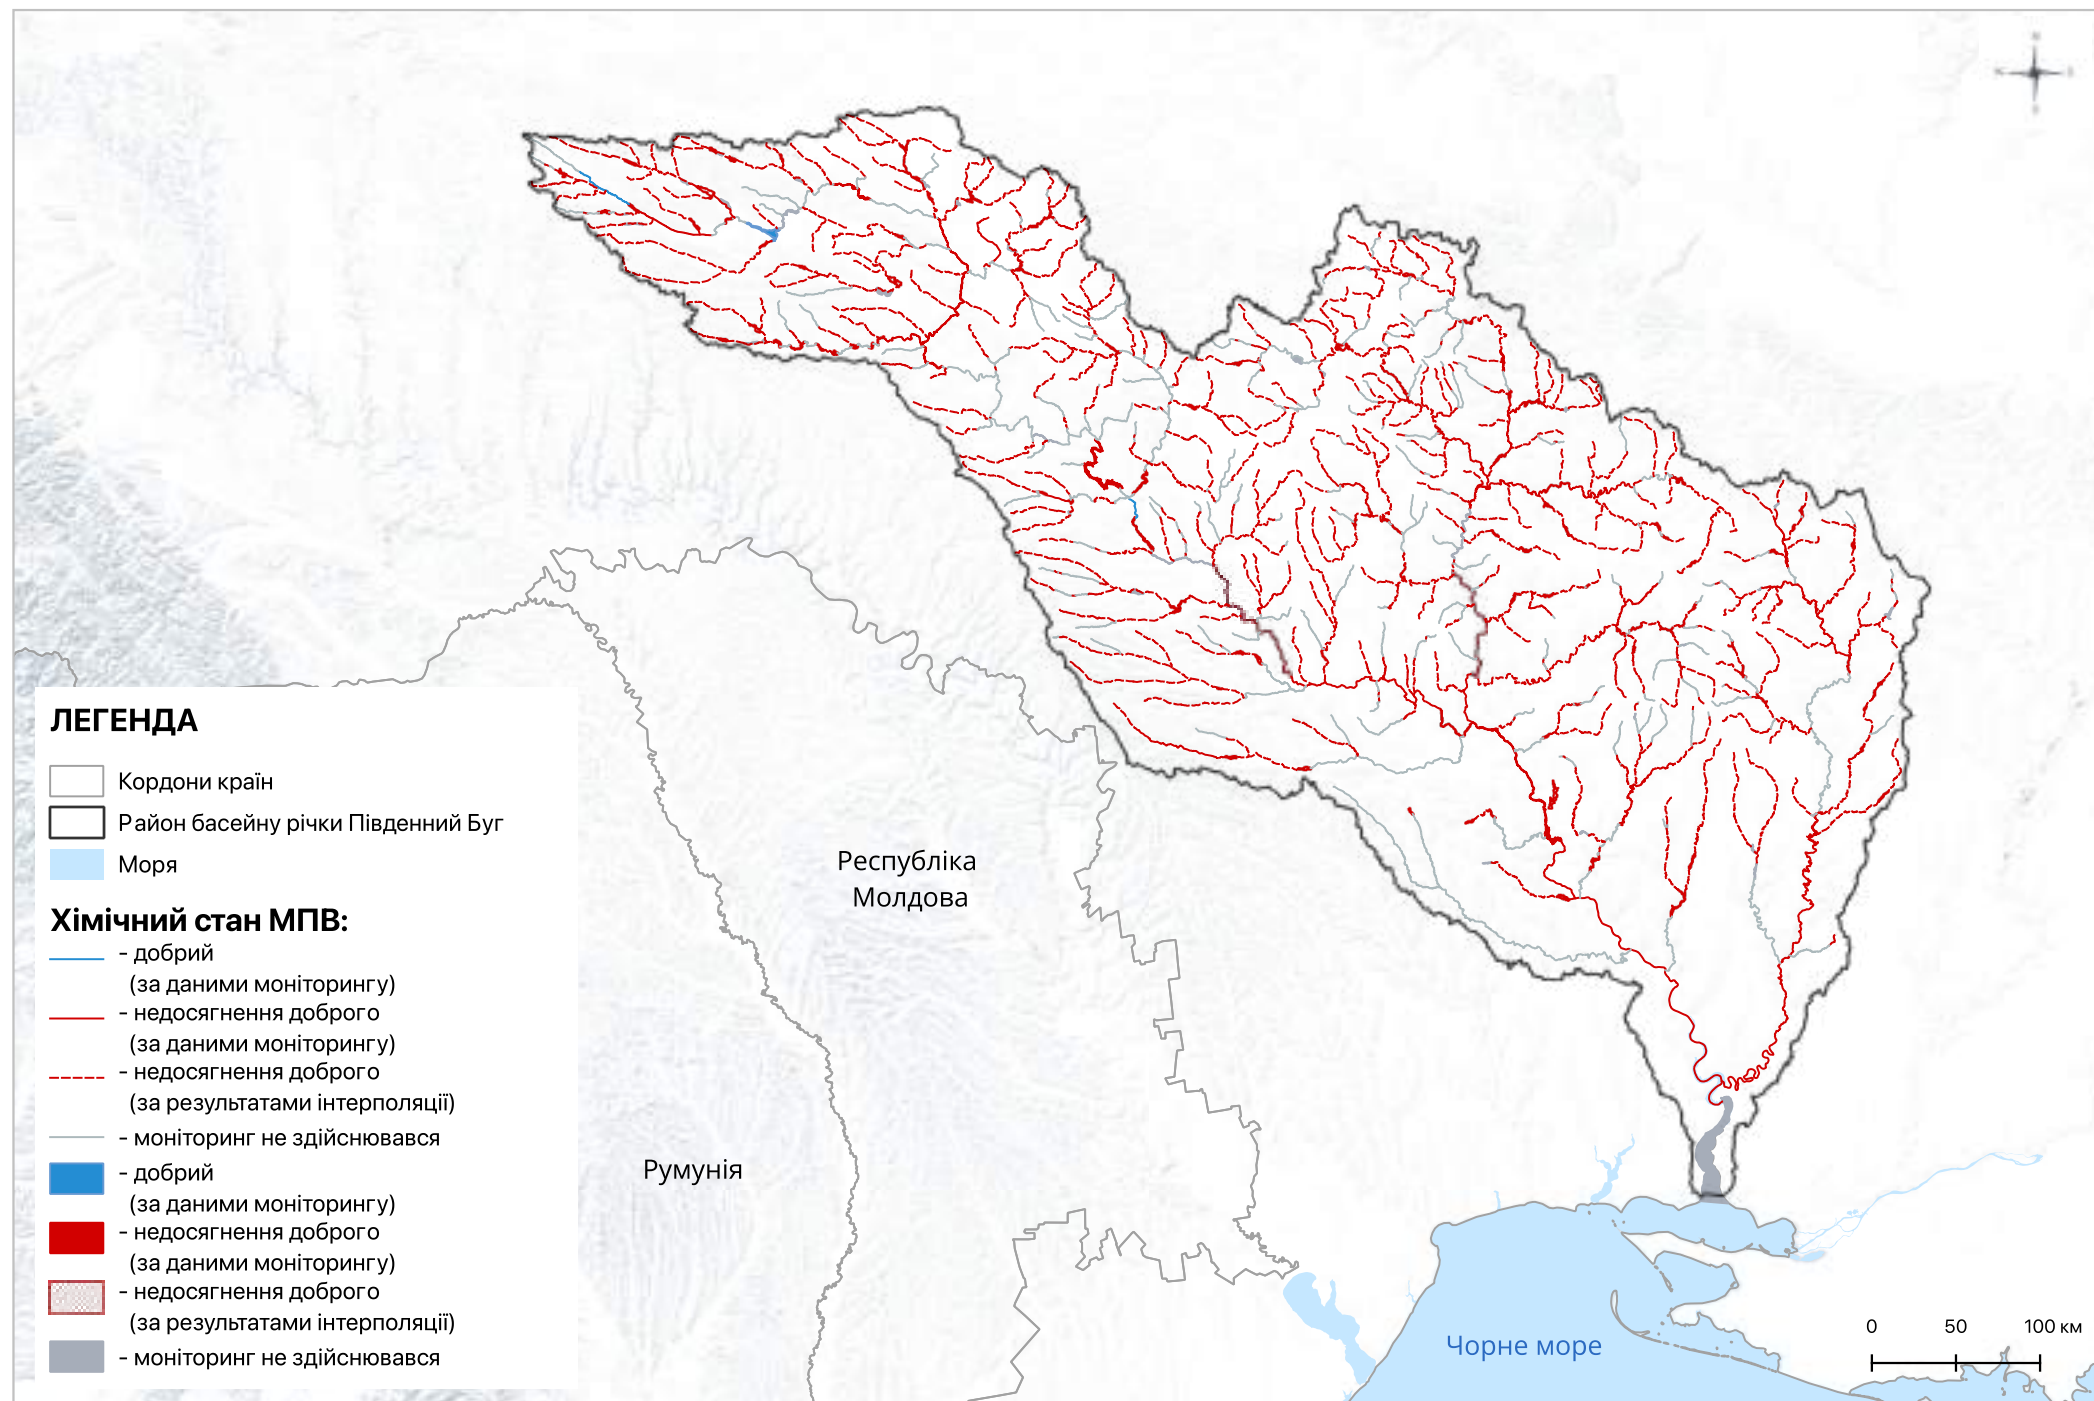 Республіка
Молдова
Румунія
Чорне море
0 50 100 км
ЛЕГЕНДА
Кордони країн
Район басейну річки Південний Буг
Моря
Хімічний стан МПВ:
- добрий
(за даними моніторингу)
- недосягнення доброго
(за даними моніторингу)
- недосягнення доброго
(за результатами інтерполяції)
- моніторинг не здійснювався
- добрий
(за даними моніторингу)
- недосягнення доброго
(за даними моніторингу)
- недосягнення доброго
(за результатами інтерполяції)
- моніторинг не здійснювався